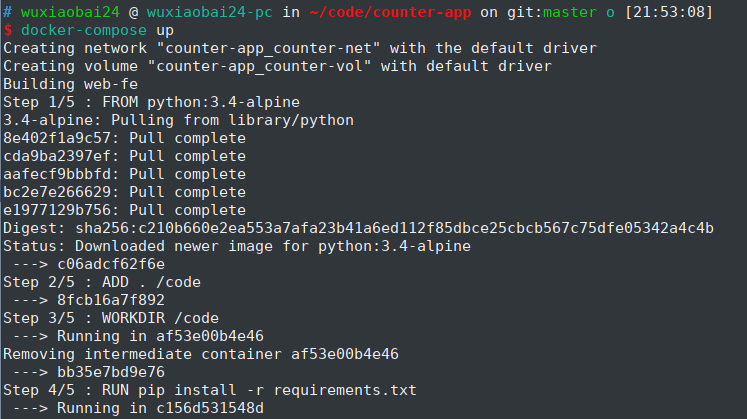 # wuxiaobai24 @ wuxiaobai24-pc in ~/code/counter-app on git:master o [21:53:08]
$ docker-compose up
Creating network "counter-app_counter-net" with the default driver
Creating volume "counter-app_counter-vol" with default driver
Building web-fe
Step 1/5 : FROM python:3.4-alpine
3.4-alpine: Pulling from library/python
8e402f1a9c57: Pull complete
cda9ba2397ef: Pull complete
aafecf9bbbfd: Pull complete
bc2e7e266629: Pull complete
e1977129b756: Pull complete
Digest: sha256:c210b660e2ea553a7afa23b41a6ed112f85dbce25cbcb567c75dfe05342a4c4b
Status: Downloaded newer image for python:3.4-alpine
---> c06adcf62f6e
Step 2/5 : ADD . /code
---> 8fcb16a7f892
Step 3/5 : WORKDIR /code
---> Running in af53e00b4e46
Removing intermediate container af53e00b4e46
---> bb35e7bd9e76
Step 4/5 : RUN pip install -r requirements.txt
---> Running in c156d531548d